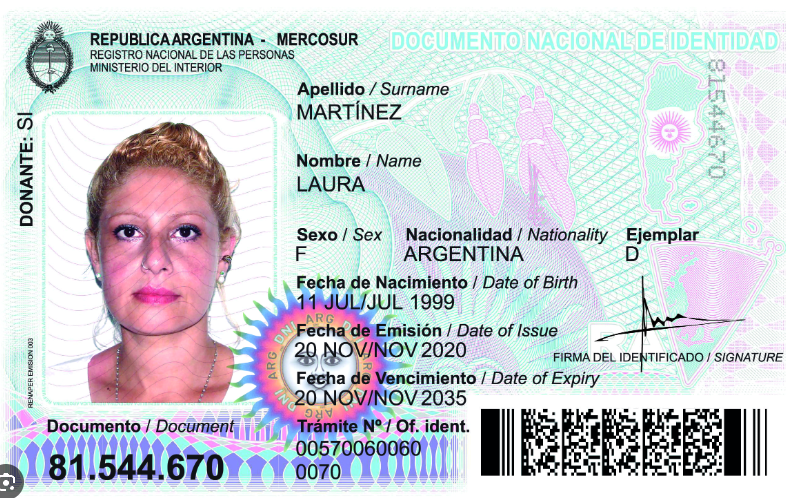 REPUBLICA ARGENTINA - MERCOSUR
REGISTRO NACIONAL DE LAS PERSONAS
MINISTERIO DEL INTERIOR
DOCUMENTO NACIONAL DE IDENTIDAD
81544670
DONANTE: SI
Apellido / Surname
MARTÍNEZ
Nombre / Name
LAURA
Sexo / Sex Nacionalidad / Nationality Ejemplar
F ARGENTINA D
Fecha de Nacimiento / Date of Birth
11 JUL/JUL 1999
Fecha de Emisión / Date of Issue
20 NOV/NOV 2020
FIRMA DEL IDENTIFICADO / SIGNATURE
Fecha de Vencimiento / Date of Expiry
20 NOV/NOV 2035
RENAPER EMISION 003
Documento / Document
81.544.670
Trámite Nº / Of. ident.
00570060060
0070
ARG DNI ARG